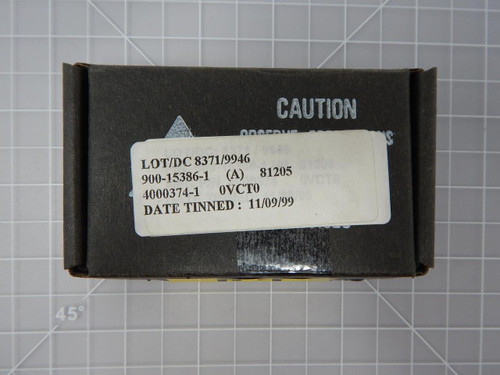 CAUTION
LOT/DC 8371/9946
900-15386-1 (A) 81205
4000374-1 0VCT0
DATE TINNED : 11/09/99
45°